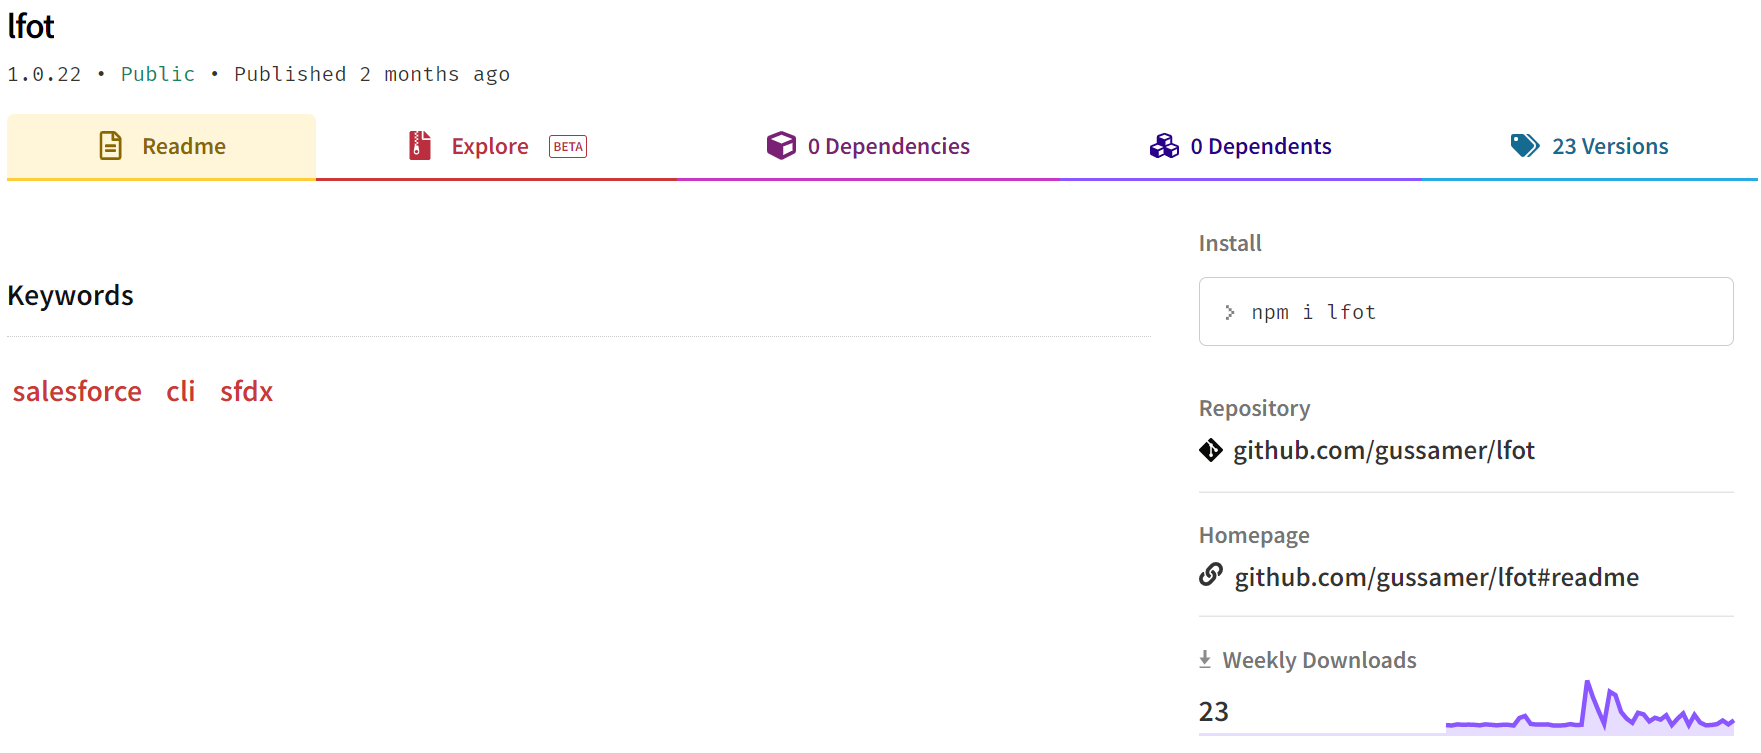 lfot
1.0.22 • Public • Published 2 months ago
Readme
Explore BETA
0 Dependencies
0 Dependents
23 Versions
Keywords
salesforce cli sfdx
Install
> npm i lfot
Repository
github.com/gussamer/lfot
Homepage
github.com/gussamer/lfot#readme
Weekly Downloads
23